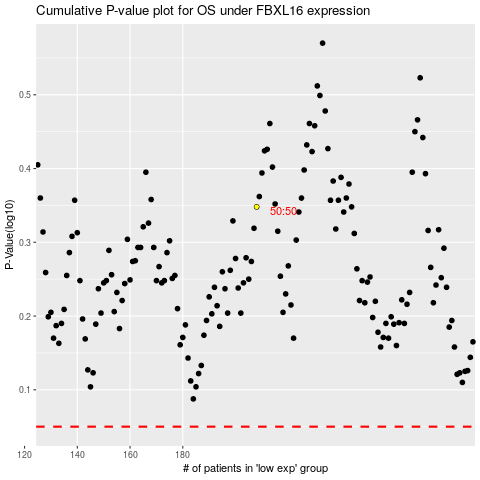 Cumulative P-value plot for OS under FBXL16 expression
P-Value(log10)
0.5
0.4
0.3
0.2
0.1
50:50
120 140 160 180
# of patients in 'low exp' group